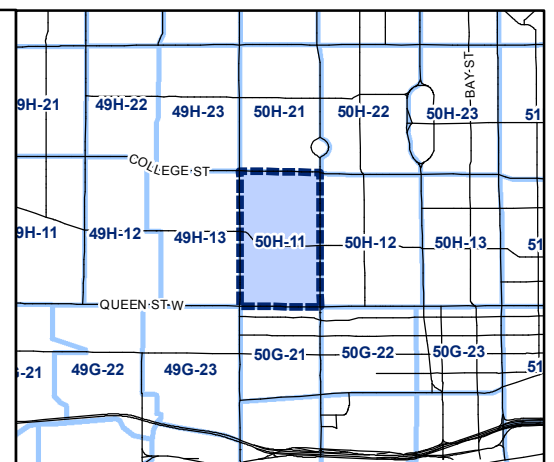 BAY ST
9H-21 49H-22 49H-23 50H-21 50H-22 50H-23 51
COLLEGE ST
9H-11 49H-12 49H-13 50H-11 50H-12 50H-13 51
QUEEN ST W
-21 49G-22 49G-23 50G-21 50G-22 50G-23 51